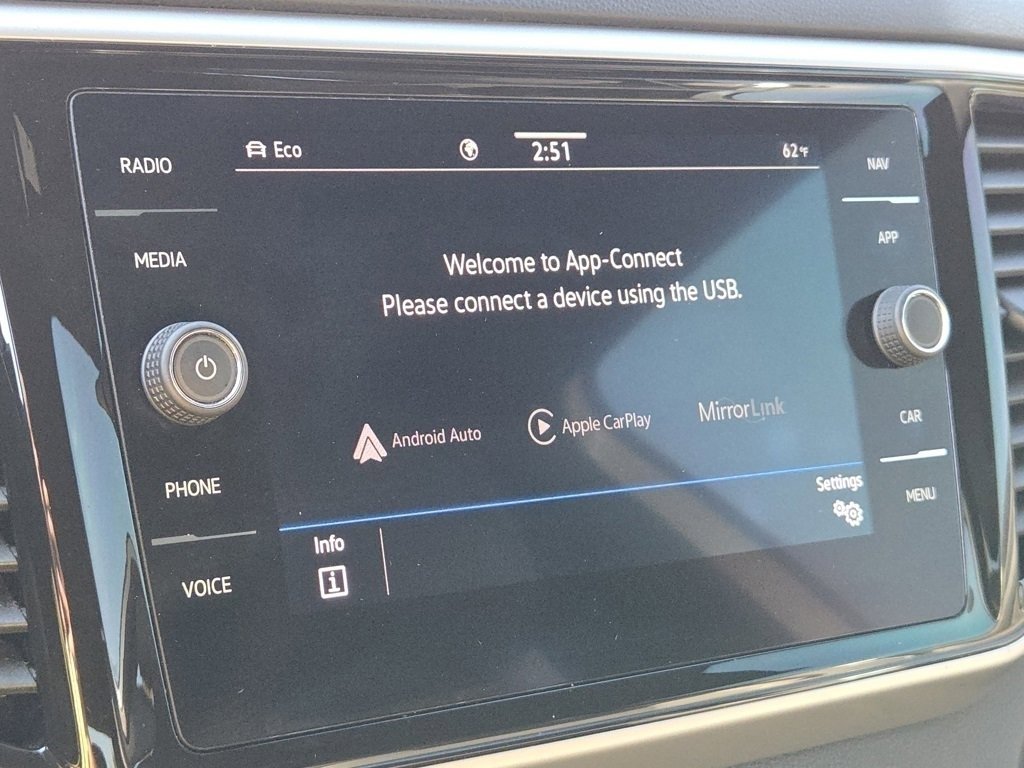 RADIO
Eco
2:51
62°F
NAV
MEDIA
APP
Welcome to App-Connect
Please connect a device using the USB.
Android Auto
Apple CarPlay
MirrorLink
CAR
PHONE
Settings
MENU
Info
i
VOICE